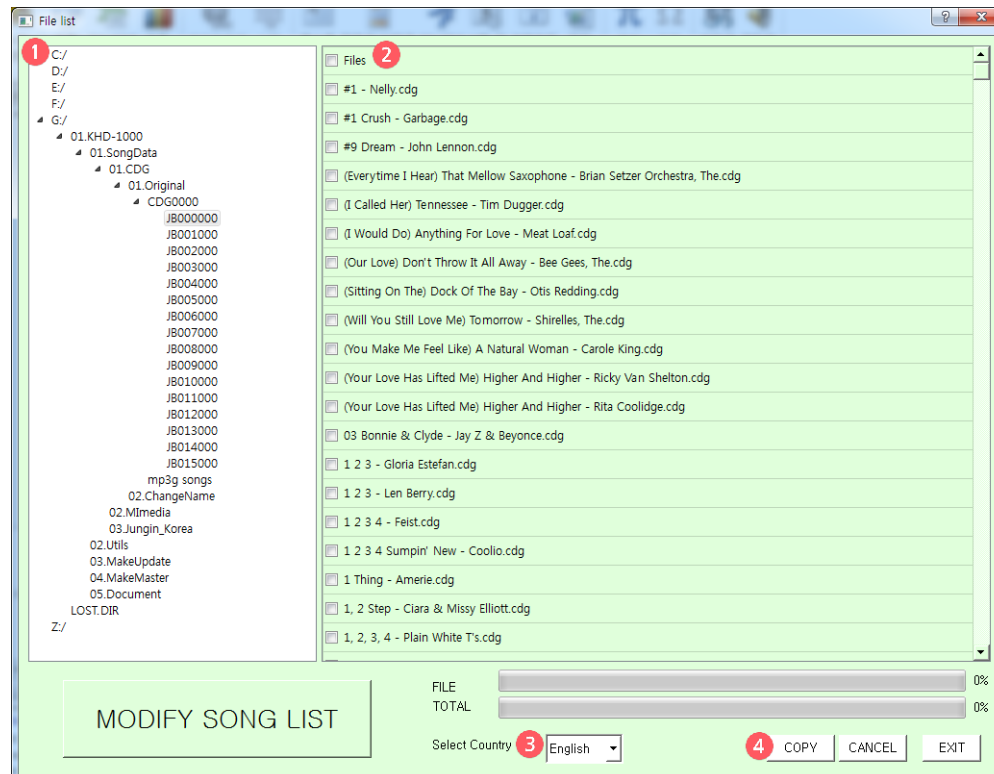 File list
1
C:/
D:/
E:/
F:/
G:/
01.KHD-1000
01.SongData
01.CDG
01.Original
CDG0000
JB000000
JB001000
JB002000
JB003000
JB004000
JB005000
JB006000
JB007000
JB008000
JB009000
JB010000
JB011000
JB012000
JB013000
JB014000
JB015000
mp3g songs
02.ChangeName
02.MImedia
03.Jungin_Korea
02.Utils
03.MakeUpdate
04.MakeMaster
05.Document
LOST.DIR
Z:/
Files 2
#1 - Nelly.cdg
#1 Crush - Garbage.cdg
#9 Dream - John Lennon.cdg
(Everytime I Hear) That Mellow Saxophone - Brian Setzer Orchestra, The.cdg
(I Called Her) Tennessee - Tim Dugger.cdg
(I Would Do) Anything For Love - Meat Loaf.cdg
(Our Love) Don't Throw It All Away - Bee Gees, The.cdg
(Sitting On The) Dock Of The Bay - Otis Redding.cdg
(Will You Still Love Me) Tomorrow - Shirelles, The.cdg
(You Make Me Feel Like) A Natural Woman - Carole King.cdg
(Your Love Has Lifted Me) Higher And Higher - Ricky Van Shelton.cdg
(Your Love Has Lifted Me) Higher And Higher - Rita Coolidge.cdg
03 Bonnie & Clyde - Jay Z & Beyonce.cdg
1 2 3 - Gloria Estefan.cdg
1 2 3 - Len Berry.cdg
1 2 3 4 - Feist.cdg
1 2 3 4 Sumpin' New - Coolio.cdg
1 Thing - Amerie.cdg
1, 2 Step - Ciara & Missy Elliott.cdg
1, 2, 3, 4 - Plain White T's.cdg
MODIFY SONG LIST
FILE 0%
TOTAL 0%
Select Country 3 English
4 COPY CANCEL EXIT